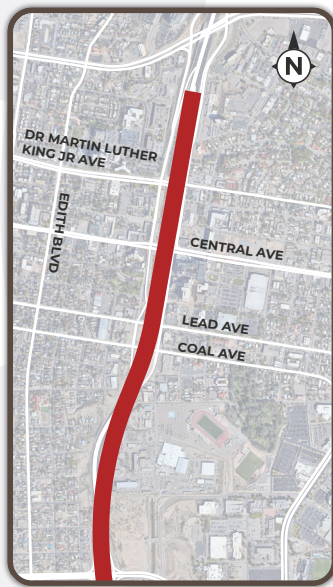 N
DR MARTIN LUTHER
KING JR AVE
EDITH BLVD
CENTRAL AVE
LEAD AVE
COAL AVE